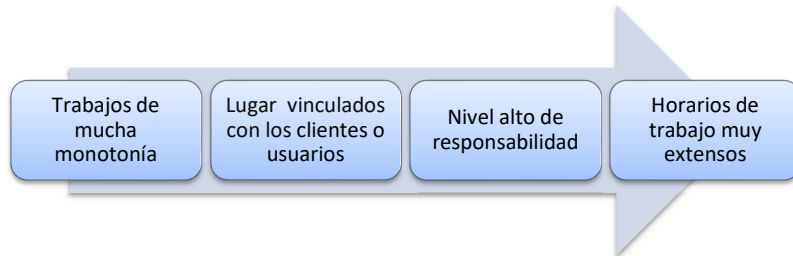 Trabajos de
mucha
monotonía
Lugar vinculados
con los clientes o
usuarios
Nivel alto de
responsabilidad
Horarios de
trabajo muy
extensos